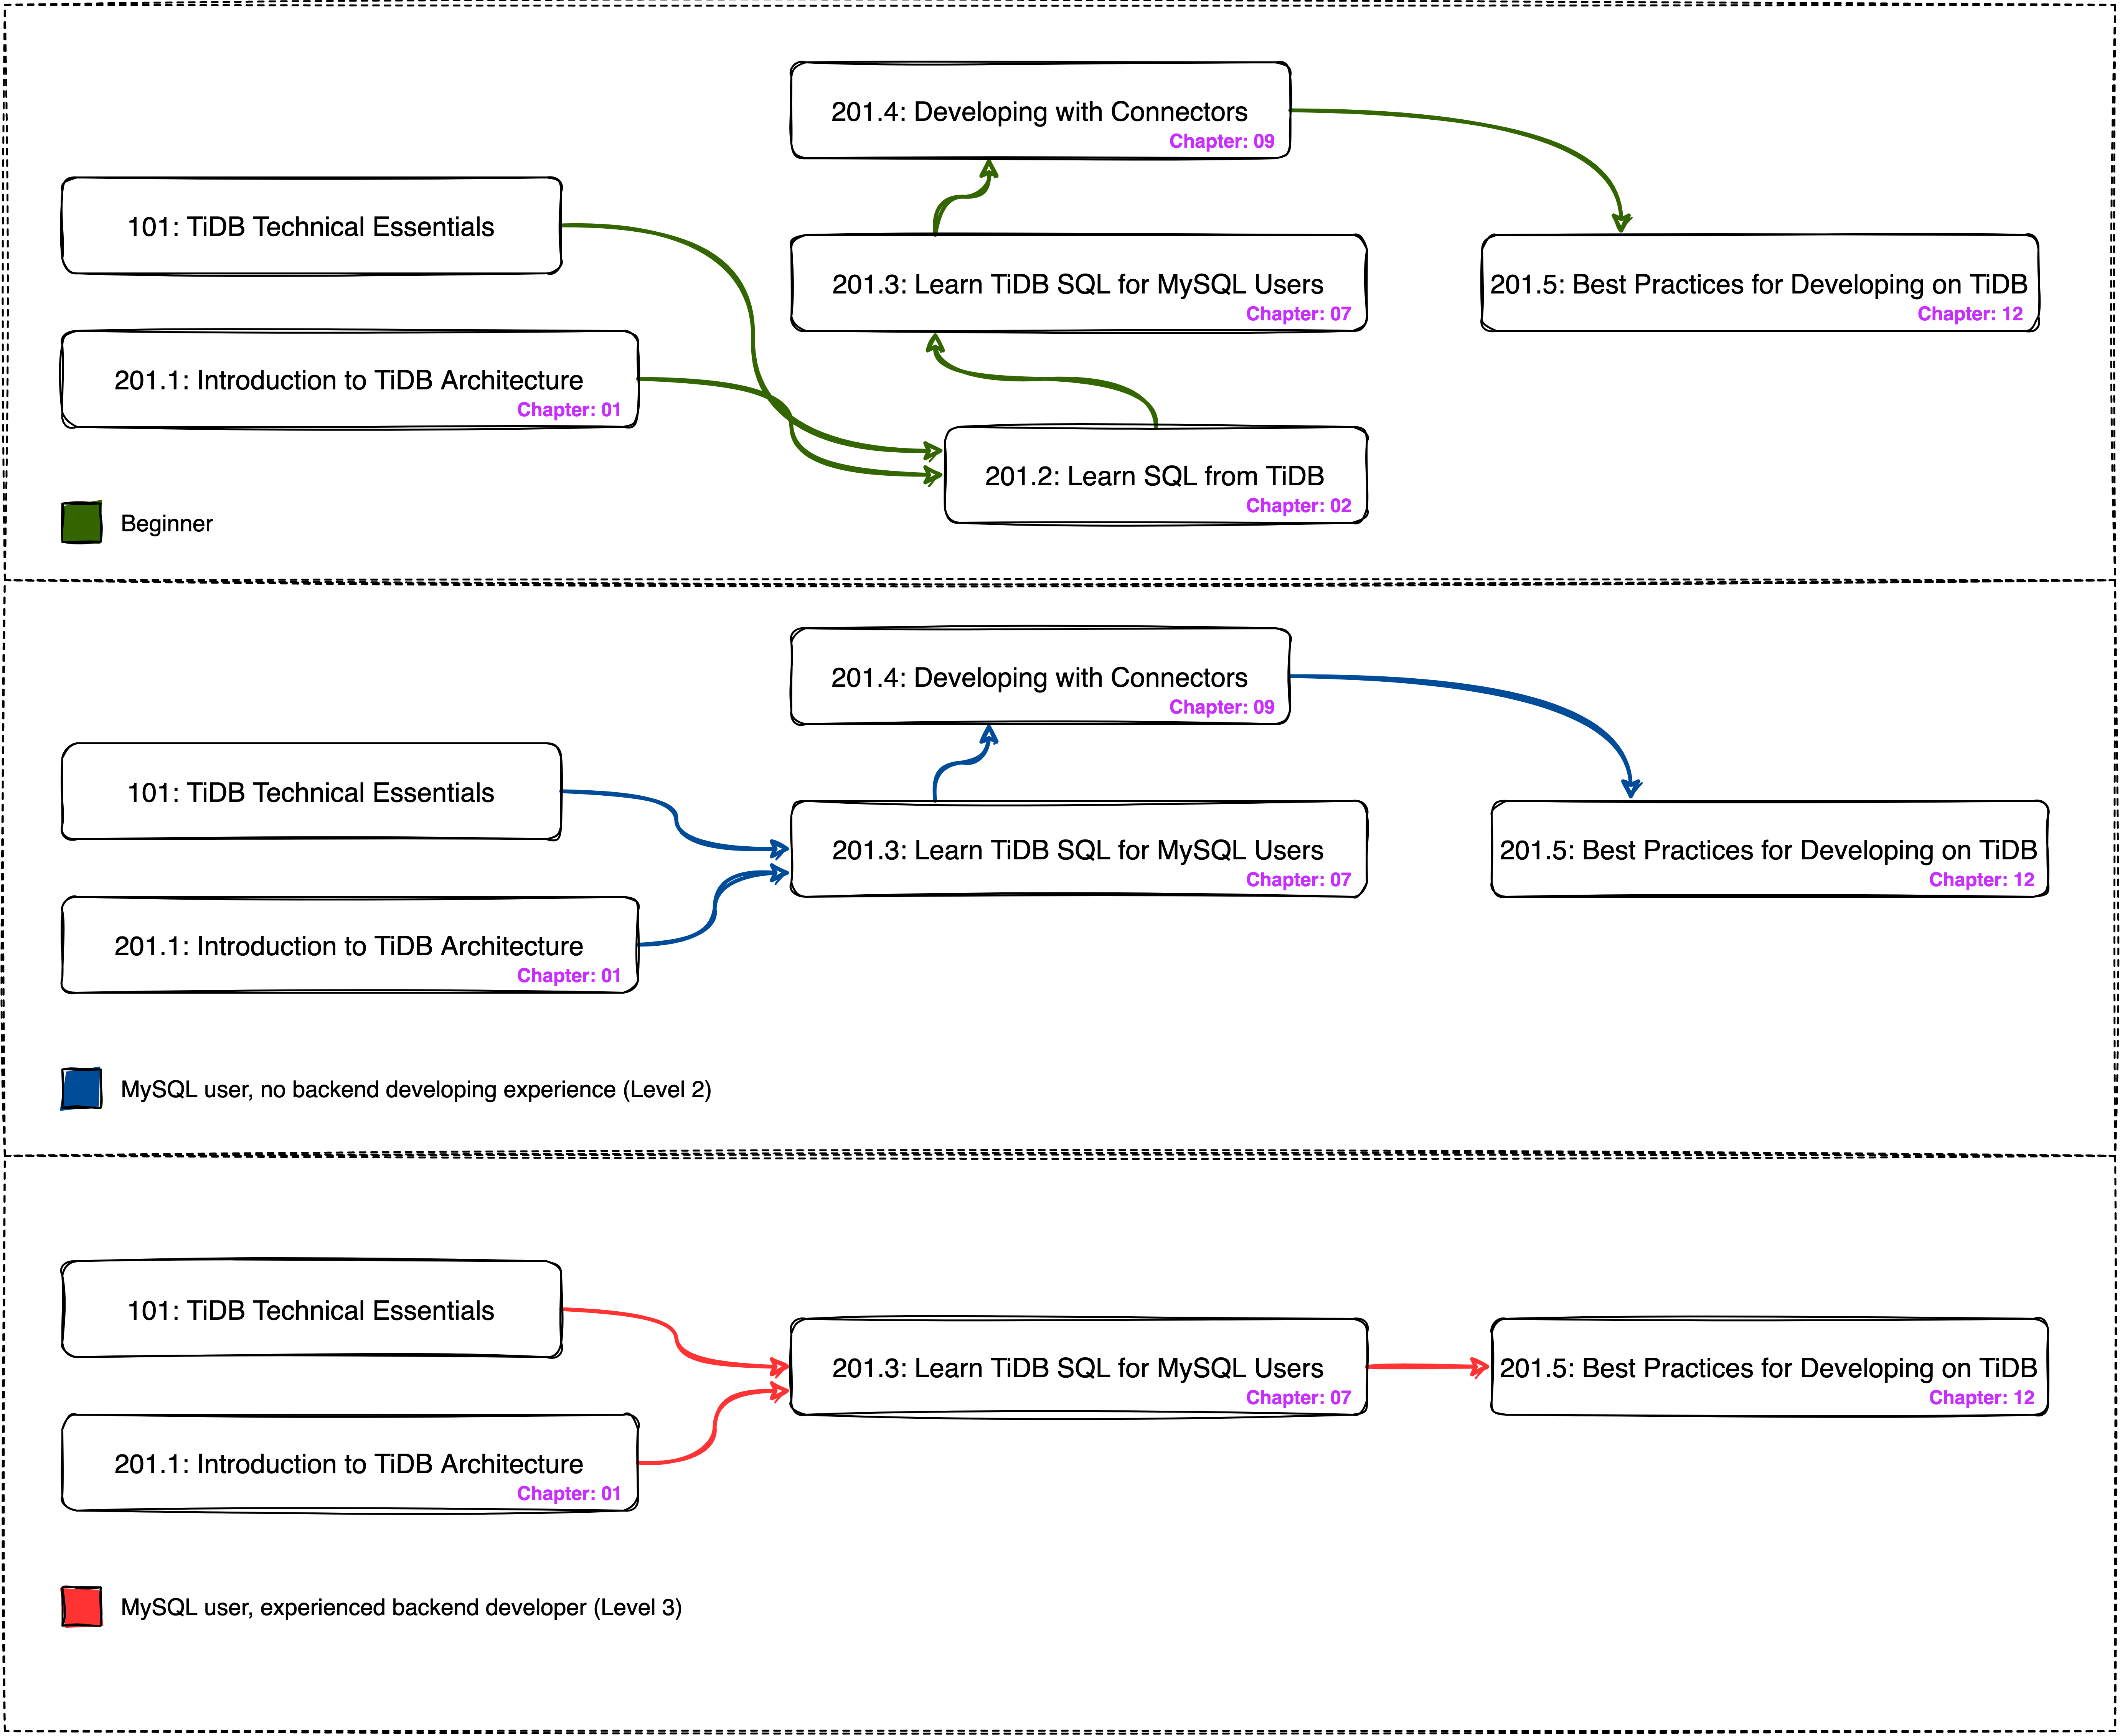 201.4: Developing with Connectors
Chapter: 09
101: TiDB Technical Essentials
201.3: Learn TiDB SQL for MySQL Users
Chapter: 07
201.5: Best Practices for Developing on TiDB
Chapter: 12
201.1: Introduction to TiDB Architecture
Chapter: 01
201.2: Learn SQL from TiDB
Chapter: 02
Beginner
201.4: Developing with Connectors
Chapter: 09
101: TiDB Technical Essentials
201.3: Learn TiDB SQL for MySQL Users
Chapter: 07
201.5: Best Practices for Developing on TiDB
Chapter: 12
201.1: Introduction to TiDB Architecture
Chapter: 01
MySQL user, no backend developing experience (Level 2)
101: TiDB Technical Essentials
201.3: Learn TiDB SQL for MySQL Users
Chapter: 07
201.5: Best Practices for Developing on TiDB
Chapter: 12
201.1: Introduction to TiDB Architecture
Chapter: 01
MySQL user, experienced backend developer (Level 3)